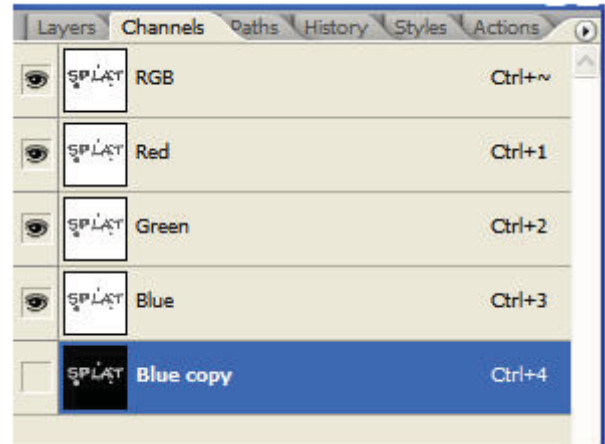 Layers Channels Paths History Styles Actions
SPLAT RGB Ctrl+~
SPLAT Red Ctrl+1
SPLAT Green Ctrl+2
SPLAT Blue Ctrl+3
SPLAT Blue copy Ctrl+4